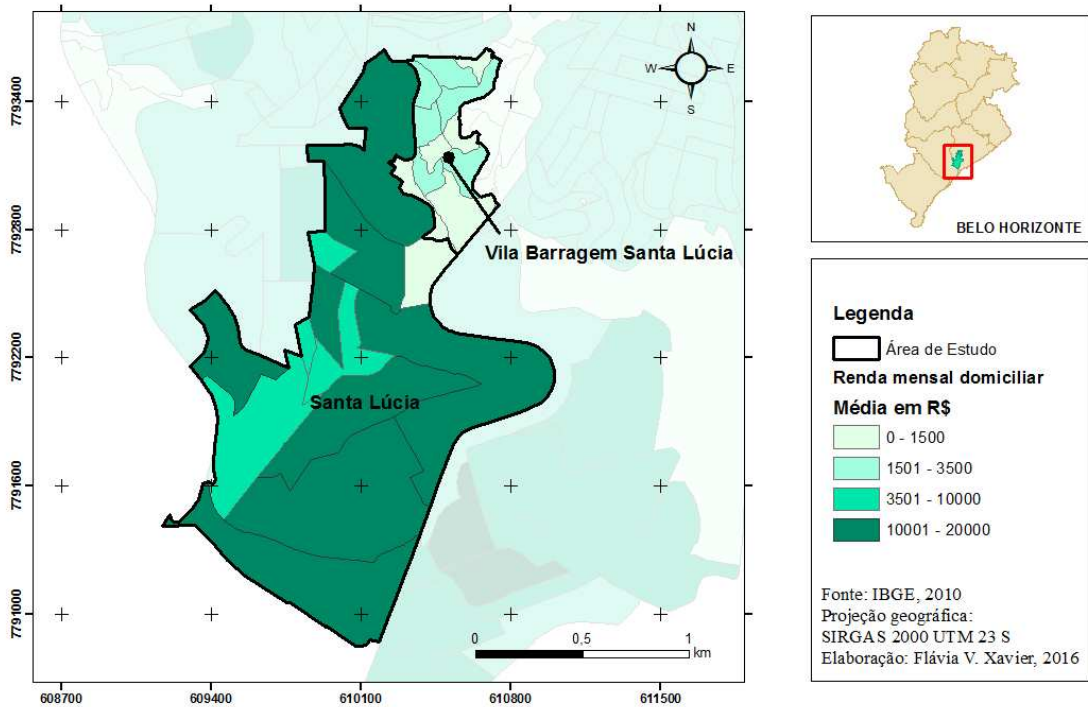 N
W
E
S
7793400
7792800
7792200
7791600
7791000
Vila Barragem Santa Lúcia
Santa Lúcia
0 0,5 1
km
608700 609400 610100 610800 611500
BELO HORIZONTE
Legenda
Área de Estudo
Renda mensal domiciliar
Média em R$
0 - 1500
1501 - 3500
3501 - 10000
10001 - 20000
Fonte: IBGE, 2010
Projeção geográfica:
SIRGAS 2000 UTM 23 S
Elaboração: Flávia V. Xavier, 2016